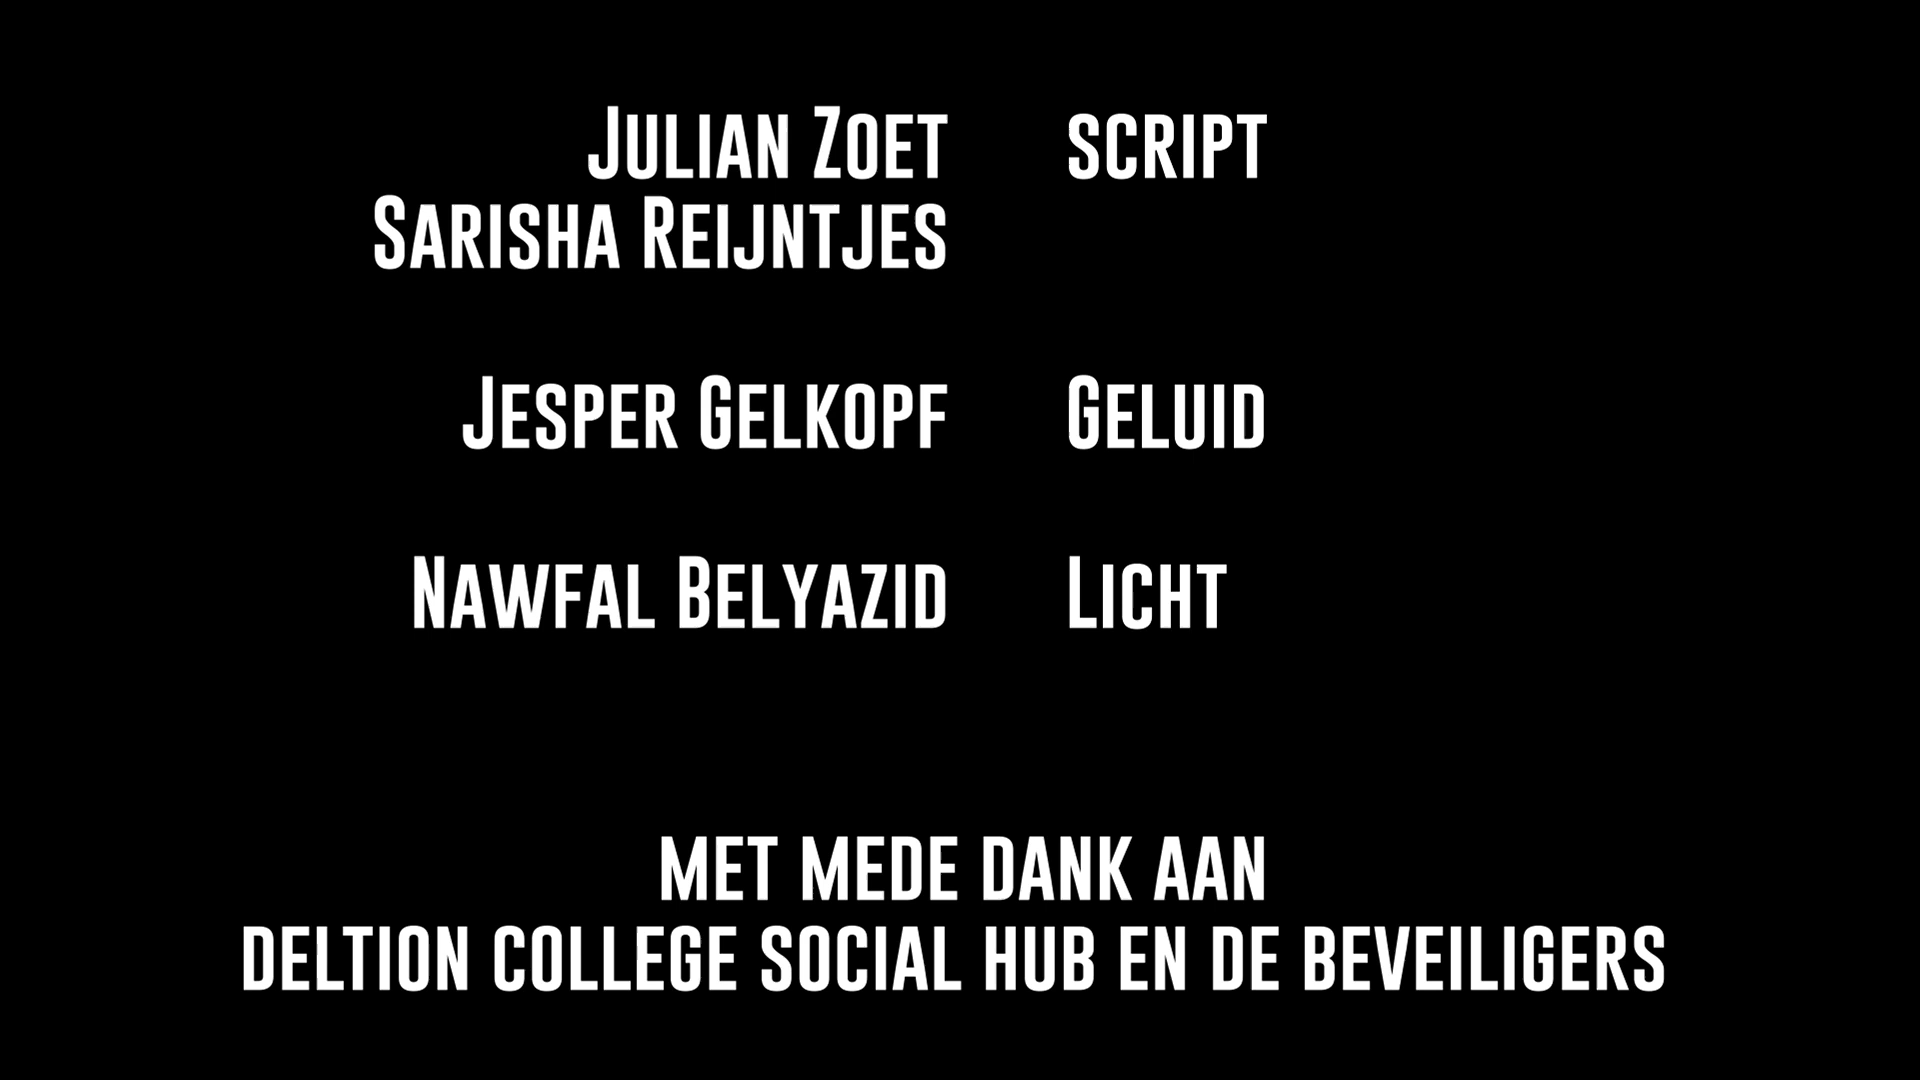 Julian Zoet script
Sarisha Reijntjes
Jesper Gelkopf Geluid
Nawfal Belyazid Licht
met mede dank aan
deltion college social hub en de beveiligers